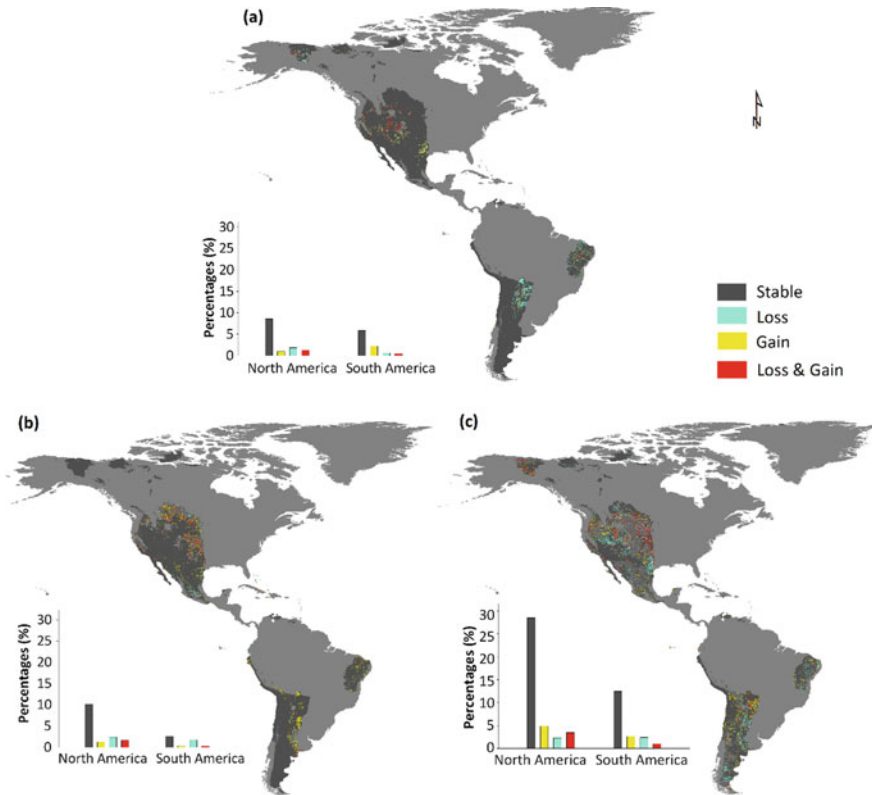 (a)
N
30
25
20
15
10
5
0
Percentages (%)
North America South America
Stable
Loss
Gain
Loss & Gain
(b)
30
25
20
15
10
5
0
Percentages (%)
North America South America
(c)
30
25
20
15
10
5
0
Percentages (%)
North America South America